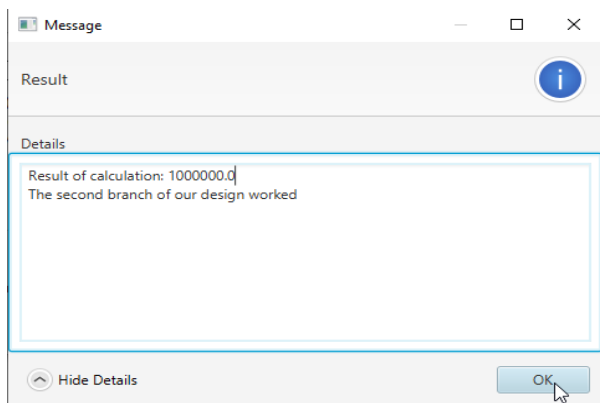 Message
Result
Details
Result of calculation: 1000000.0
The second branch of our design worked
Hide Details
OK